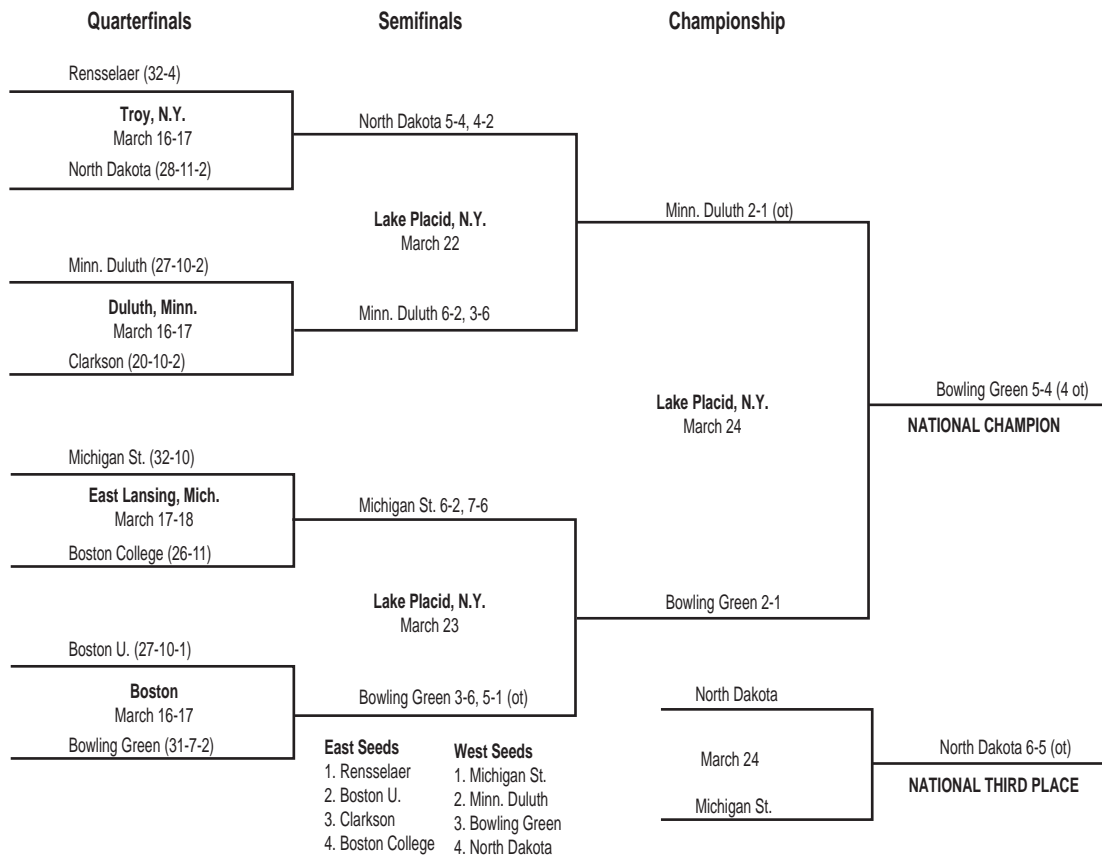 Quarterfinals
Semifinals
Championship
Rensselaer (32-4)
Troy, N.Y.
March 16-17
North Dakota (28-11-2)
North Dakota 5-4, 4-2
Lake Placid, N.Y.
March 22
Minn. Duluth 2-1 (ot)
Minn. Duluth (27-10-2)
Duluth, Minn.
March 16-17
Clarkson (20-10-2)
Minn. Duluth 6-2, 3-6
Lake Placid, N.Y.
March 24
Bowling Green 5-4 (4 ot)
NATIONAL CHAMPION
Michigan St. (32-10)
East Lansing, Mich.
March 17-18
Boston College (26-11)
Michigan St. 6-2, 7-6
Lake Placid, N.Y.
March 23
Bowling Green 2-1
Boston U. (27-10-1)
Boston
March 16-17
Bowling Green (31-7-2)
Bowling Green 3-6, 5-1 (ot)
East Seeds
1. Rensselaer
2. Boston U.
3. Clarkson
4. Boston College
West Seeds
1. Michigan St.
2. Minn. Duluth
3. Bowling Green
4. North Dakota
North Dakota
March 24
Michigan St.
North Dakota 6-5 (ot)
NATIONAL THIRD PLACE